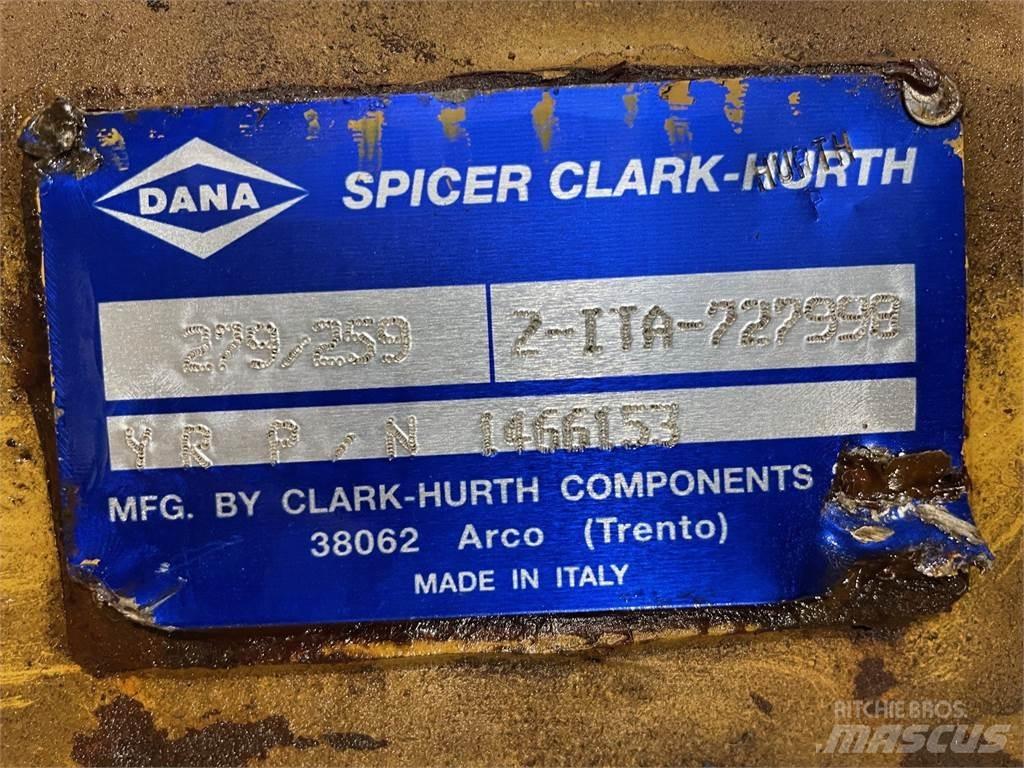 HURTH
DANA SPICER CLARK-HURTH
279/259 Z-ITA-727998
YR P/N 1466153
MFG. BY CLARK-HURTH COMPONENTS
38062 Arco (Trento)
MADE IN ITALY
RITCHIE BROS.
MASCUS